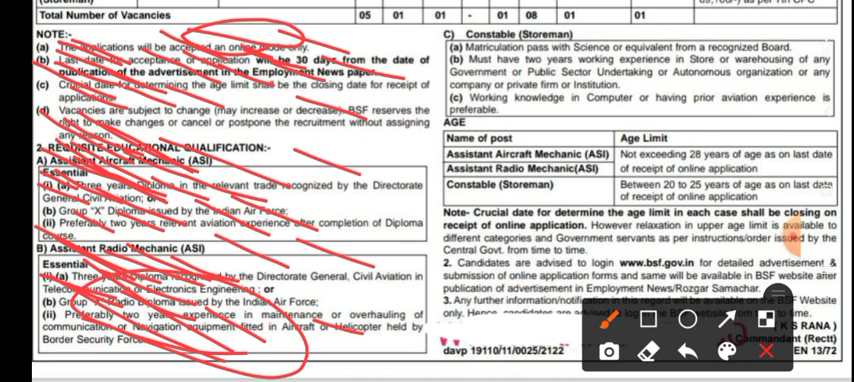 Total Number of Vacancies 05 01 01 - 01 08 01 01
NOTE:-
(a) The applications will be accepted an online mode only.
(b) Last date for acceptance of application will be 30 days from the date of
publication of the advertisement in the Employment News paper.
(c) Crucial date for determining the age limit shall be the closing date for receipt of
applications.
(d) Vacancies are subject to change (may increase or decrease). BSF reserves the
right to make changes or cancel or postpone the recruitment without assigning
any reason.
2. REQUISITE EDUCATIONAL QUALIFICATION:-
A) Assistant Aircraft Mechanic (ASI)
Essential
(i) (a) Three years Diploma in the relevant trade recognized by the Directorate
General Civil Aviation; or
(b) Group "X" Diploma issued by the Indian Air Force;
(ii) Preferably two years relevant aviation experience after completion of Diploma
course.
B) Assistant Radio Mechanic (ASI)
Essential
(i) (a) Three years Diploma recognized by the Directorate General, Civil Aviation in
Telecommunication or Electronics Engineering ; or
(b) Group "X" Radio Diploma issued by the Indian Air Force;
(ii) Preferably two years experience in maintenance or overhauling of
communication or Navigation equipment fitted in Aircraft or Helicopter held by
Border Security Force.
C) Constable (Storeman)
(a) Matriculation pass with Science or equivalent from a recognized Board.
(b) Must have two years working experience in Store or warehousing of any
Government or Public Sector Undertaking or Autonomous organization or any
company or private firm or Institution.
(c) Working knowledge in Computer or having prior aviation experience is
preferable.
AGE
Name of post Age Limit
Assistant Aircraft Mechanic (ASI) Not exceeding 28 years of age as on last date
Assistant Radio Mechanic(ASI) of receipt of online application
Constable (Storeman) Between 20 to 25 years of age as on last date
of receipt of online application
Note- Crucial date for determine the age limit in each case shall be closing on
receipt of online application. However relaxation in upper age limit is available to
different categories and Government servants as per instructions/order issued by the
Central Govt. from time to time.
2. Candidates are advised to login www.bsf.gov.in for detailed advertisement &
submission of online application forms and same will be available in BSF website after
publication of advertisement in Employment News/Rozgar Samachar.
3. Any further information/notification in this regard will be available on the BSF Website
only. Hence candidates are advised to log
K S RANA )
Commandant (Rectt)
davp 19110/11/0025/2122 EN 13/72